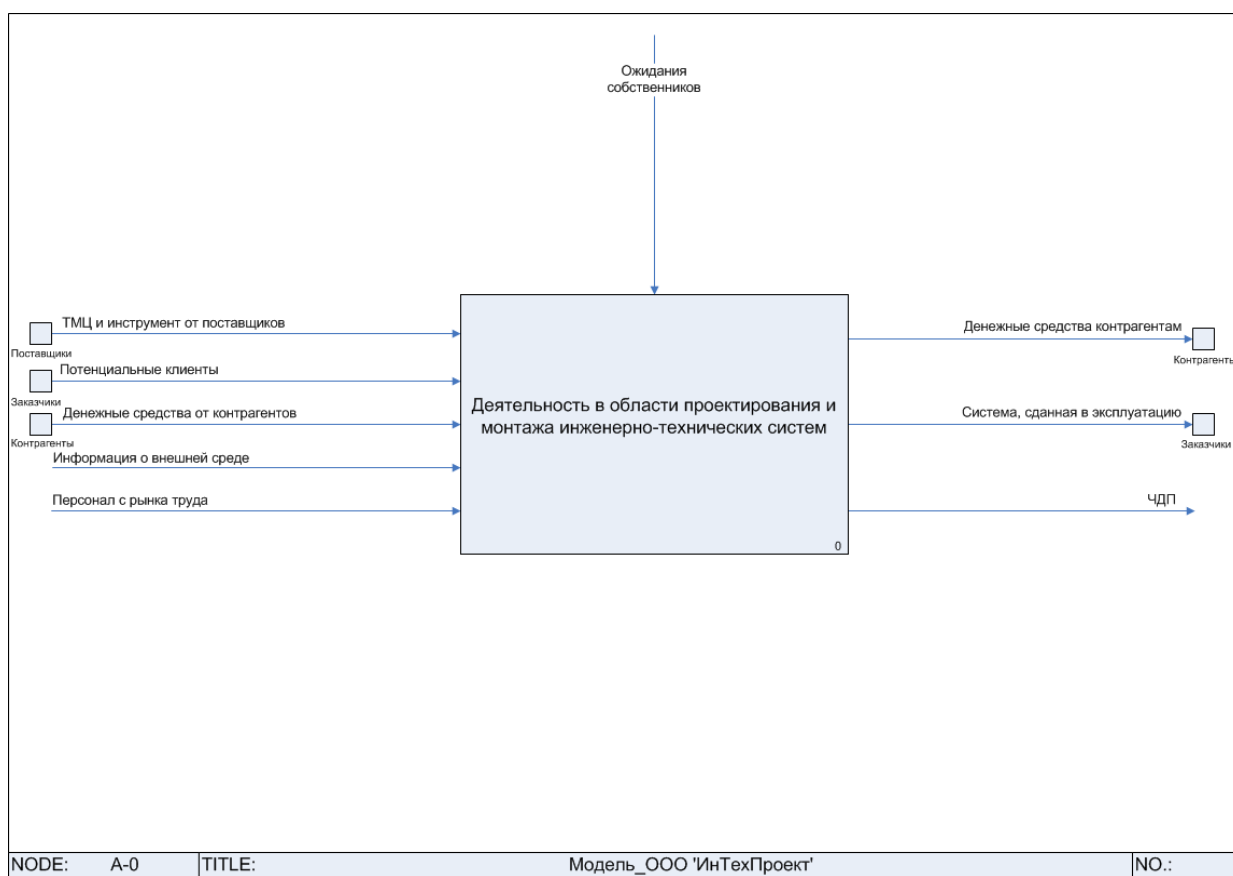 Ожидания
собственников
ТМЦ и инструмент от поставщиков
Поставщики
Потенциальные клиенты
Заказчики
Денежные средства от контрагентов
Контрагенты
Информация о внешней среде
Персонал с рынка труда
Деятельность в области проектирования и
монтажа инженерно-технических систем
0
Денежные средства контрагентам
Контрагенты
Система, сданная в эксплуатацию
Заказчики
ЧДП
NODE: A-0 TITLE: Модель_ООО 'ИнТехПроект' NO.: